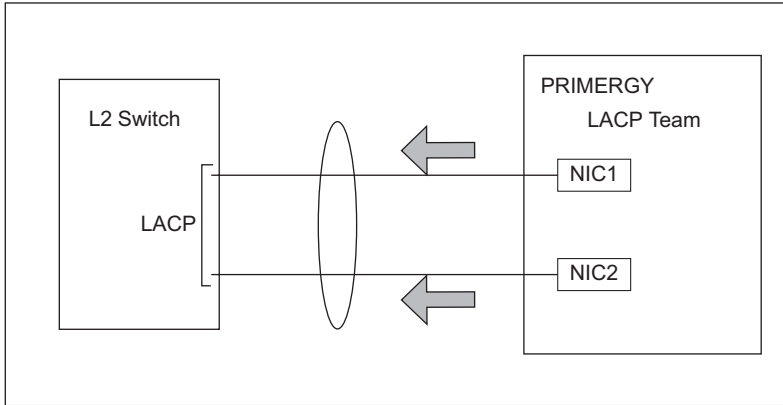 L2 Switch
LACP
PRIMERGY
LACP Team
NIC1
NIC2